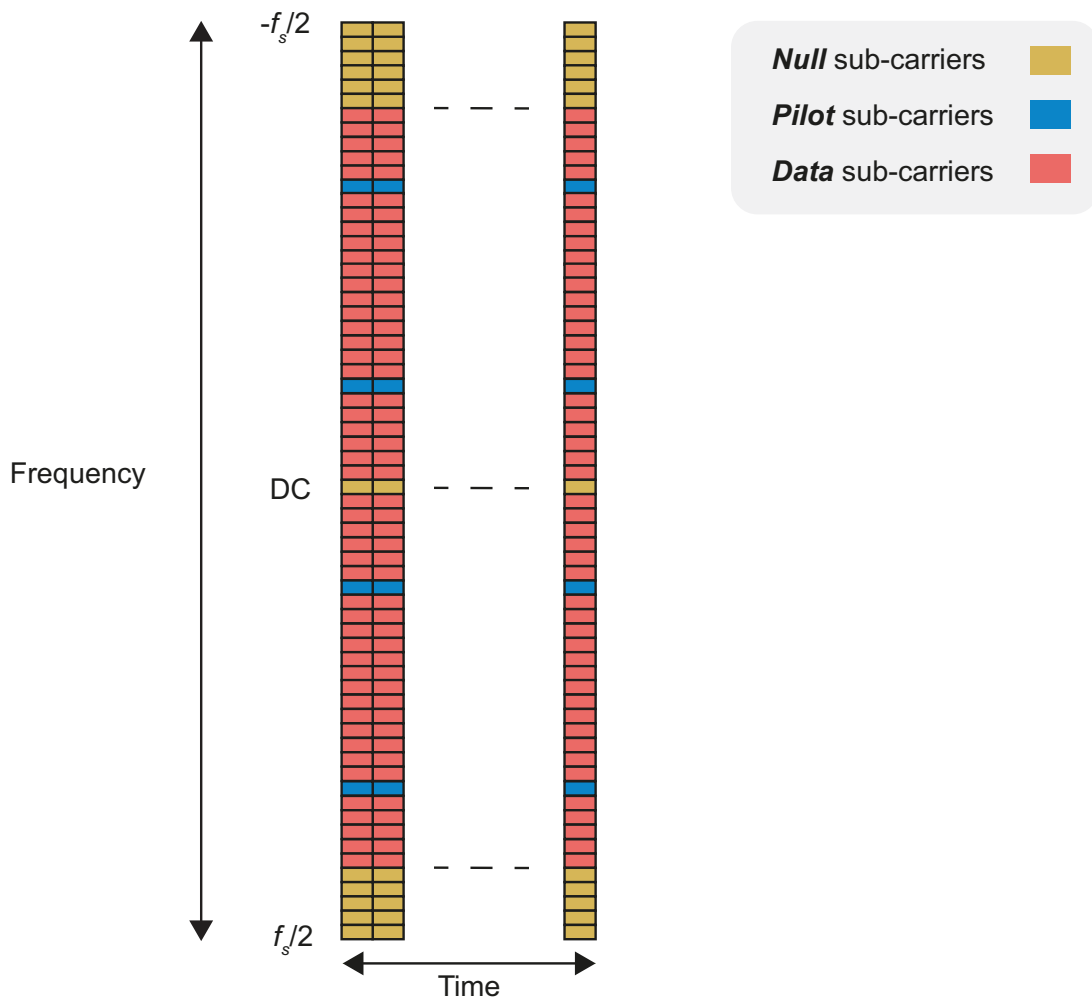 -fs/2
Null sub-carriers
Pilot sub-carriers
Data sub-carriers
Frequency
DC
fs/2
Time